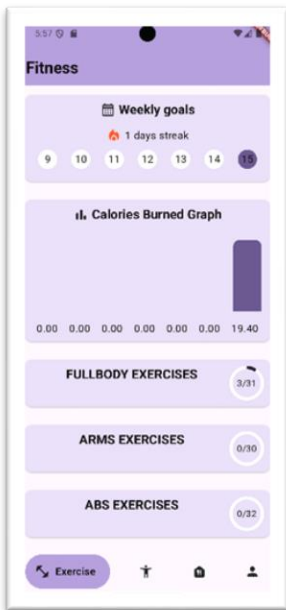 5:57
Fitness
Weekly goals
1 days streak
9 10 11 12 13 14 15
Calories Burned Graph
0.00 0.00 0.00 0.00 0.00 0.00 19.40
FULLBODY EXERCISES
3/31
ARMS EXERCISES
0/30
ABS EXERCISES
0/32
Exercise